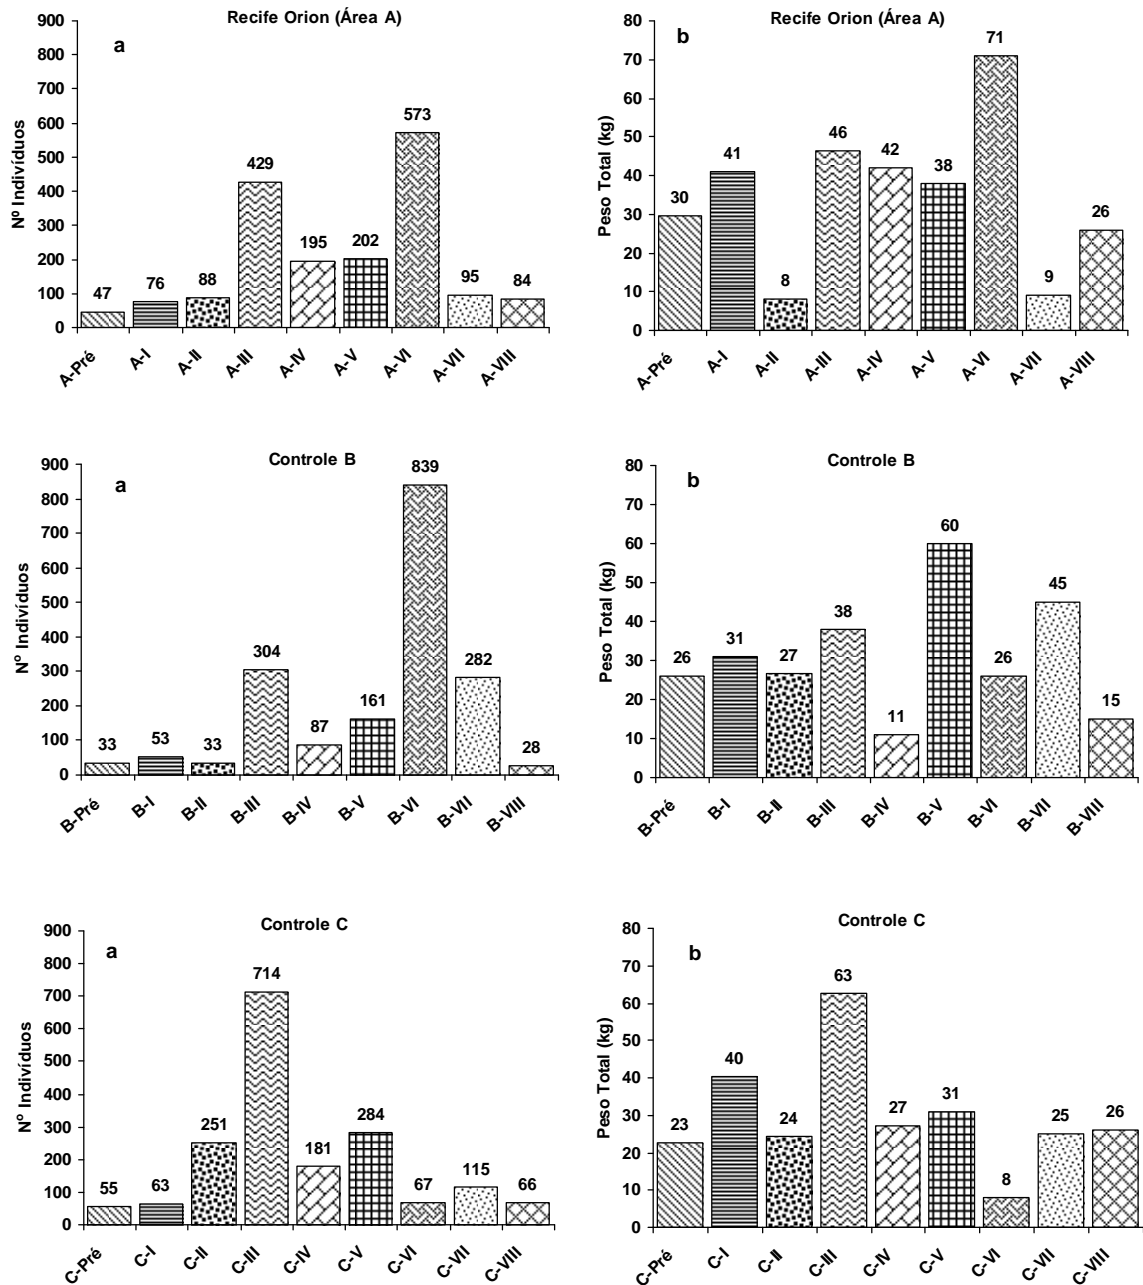 Recife Orion (Área A)
a
Nº Indivíduos
900
800
700
600
500
400
300
200
100
0
47
76
88
429
195
202
573
95
84
A-Pré
A-I
A-II
A-III
A-IV
A-V
A-VI
A-VII
A-VIII
Recife Orion (Área A)
b
Peso Total (kg)
80
70
60
50
40
30
20
10
0
30
41
8
46
42
38
71
9
26
A-Pré
A-I
A-II
A-III
A-IV
A-V
A-VI
A-VII
A-VIII
Controle B
a
Nº Indivíduos
900
800
700
600
500
400
300
200
100
0
33
53
33
304
87
161
839
282
28
B-Pré
B-I
B-II
B-III
B-IV
B-V
B-VI
B-VII
B-VIII
Controle B
b
Peso Total (kg)
80
70
60
50
40
30
20
10
0
26
31
27
38
11
60
26
45
15
B-Pré
B-I
B-II
B-III
B-IV
B-V
B-VI
B-VII
B-VIII
Controle C
a
Nº Indivíduos
900
800
700
600
500
400
300
200
100
0
55
63
251
714
181
284
67
115
66
C-Pré
C-I
C-II
C-III
C-IV
C-V
C-VI
C-VII
C-VIII
Controle C
b
Peso Total (kg)
80
70
60
50
40
30
20
10
0
23
40
24
63
27
31
8
25
26
C-Pré
C-I
C-II
C-III
C-IV
C-V
C-VI
C-VII
C-VIII